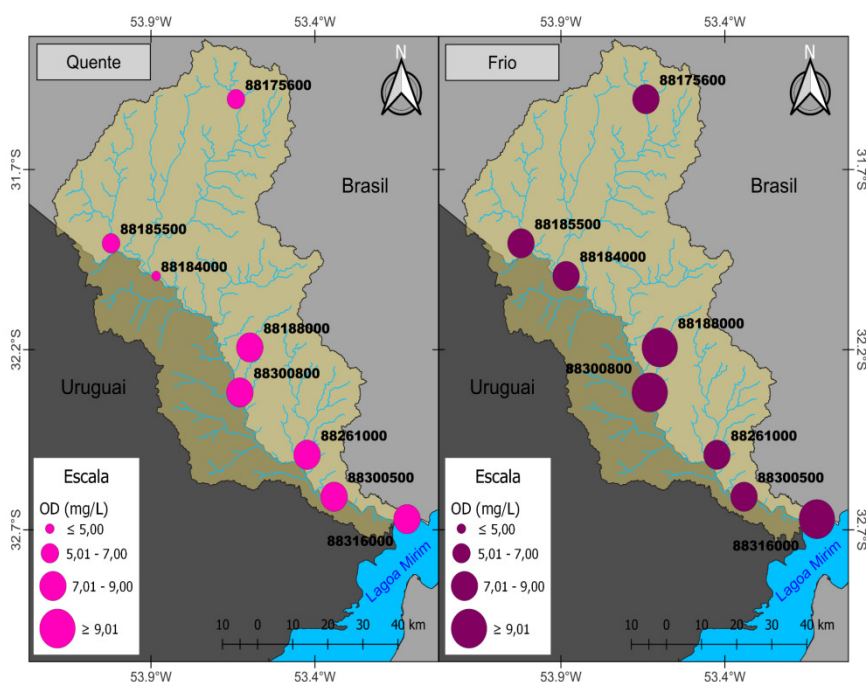 53.9°W
53.4°W
53.9°W
53.4°W
Quente
N
88175600
31.7°S
Brasil
88185500
88184000
88188000
32.2°S
88300800
Uruguai
88261000
88300500
88316000
32.7°S
Lagoa Mirim
Escala
OD (mg/L)
≤ 5,00
5,01 - 7,00
7,01 - 9,00
≥ 9,01
10 0 10 20 30 40 km
53.9°W
53.4°W
Frio
N
88175600
31.7°S
Brasil
88185500
88184000
88188000
32.2°S
88300800
Uruguai
88261000
88300500
88316000
32.7°S
Lagoa Mirim
Escala
OD (mg/L)
≤ 5,00
5,01 - 7,00
7,01 - 9,00
≥ 9,01
10 0 10 20 30 40 km
53.9°W
53.4°W